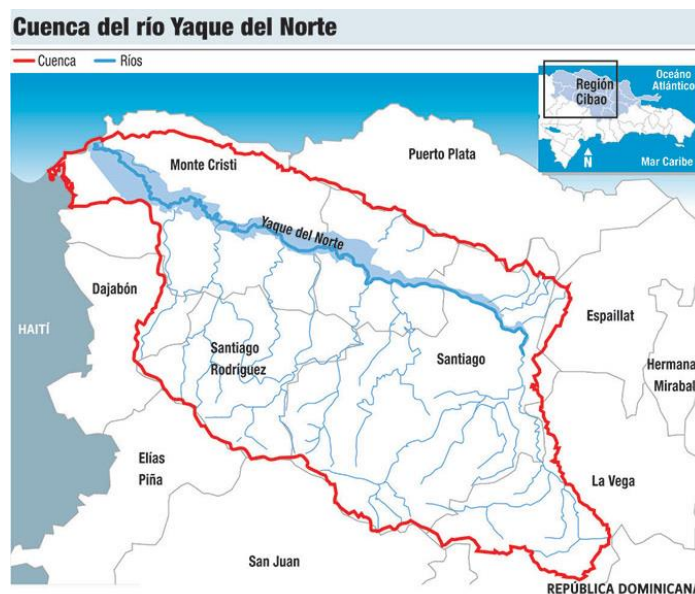 Cuenca del río Yaque del Norte
Cuenca
Ríos
Región
Cibao
Océano
Atlántico
N
Mar Caribe
Monte Cristi
Puerto Plata
Yaque del Norte
Dajabón
HAITÍ
Espaillat
Santiago
Rodríguez
Santiago
Hermana
Mirabal
Elías
Piña
La Vega
San Juan
REPÚBLICA DOMINICANA